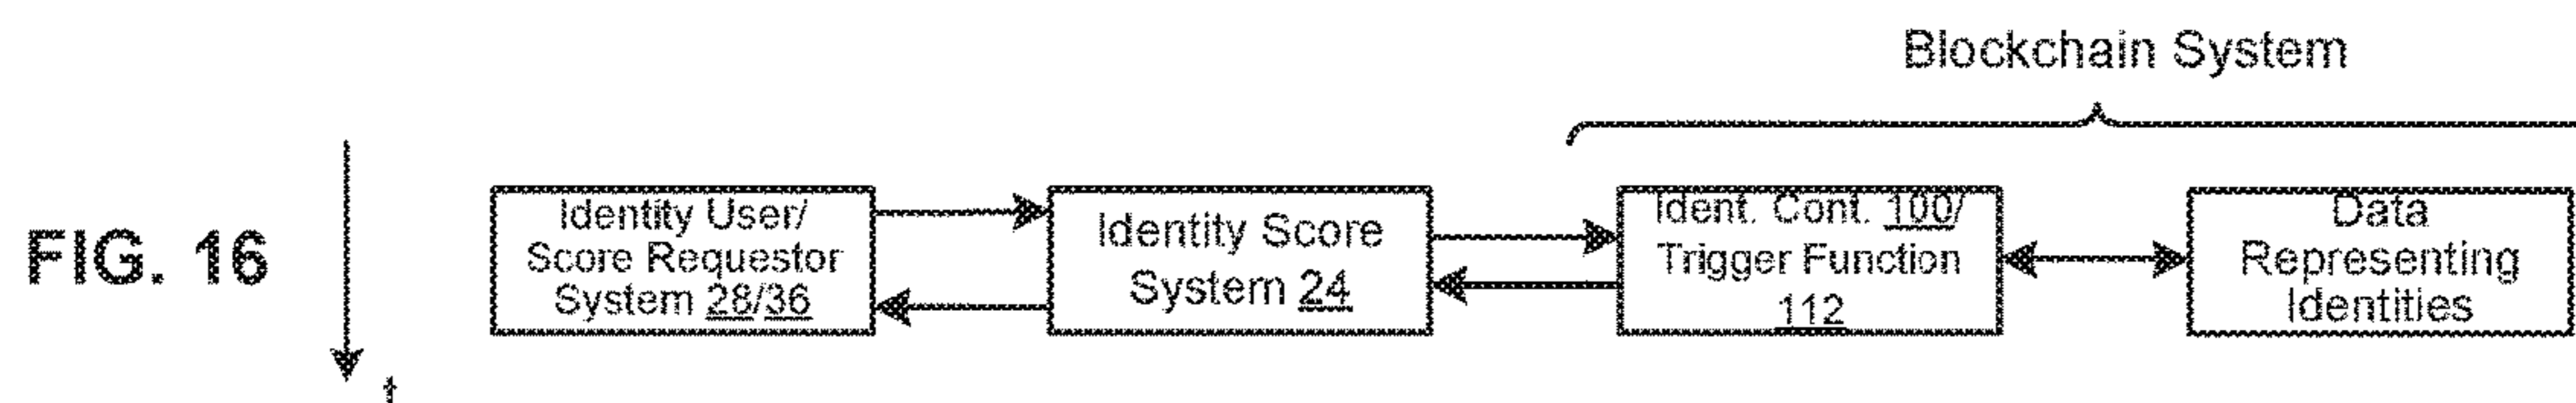 Blockchain System
FIG. 16
Identity User/
Score Requestor
System 28/36
Identity Score
System 24
Ident. Cont. 100/
Trigger Function
112
Data
Representing
Identities
t